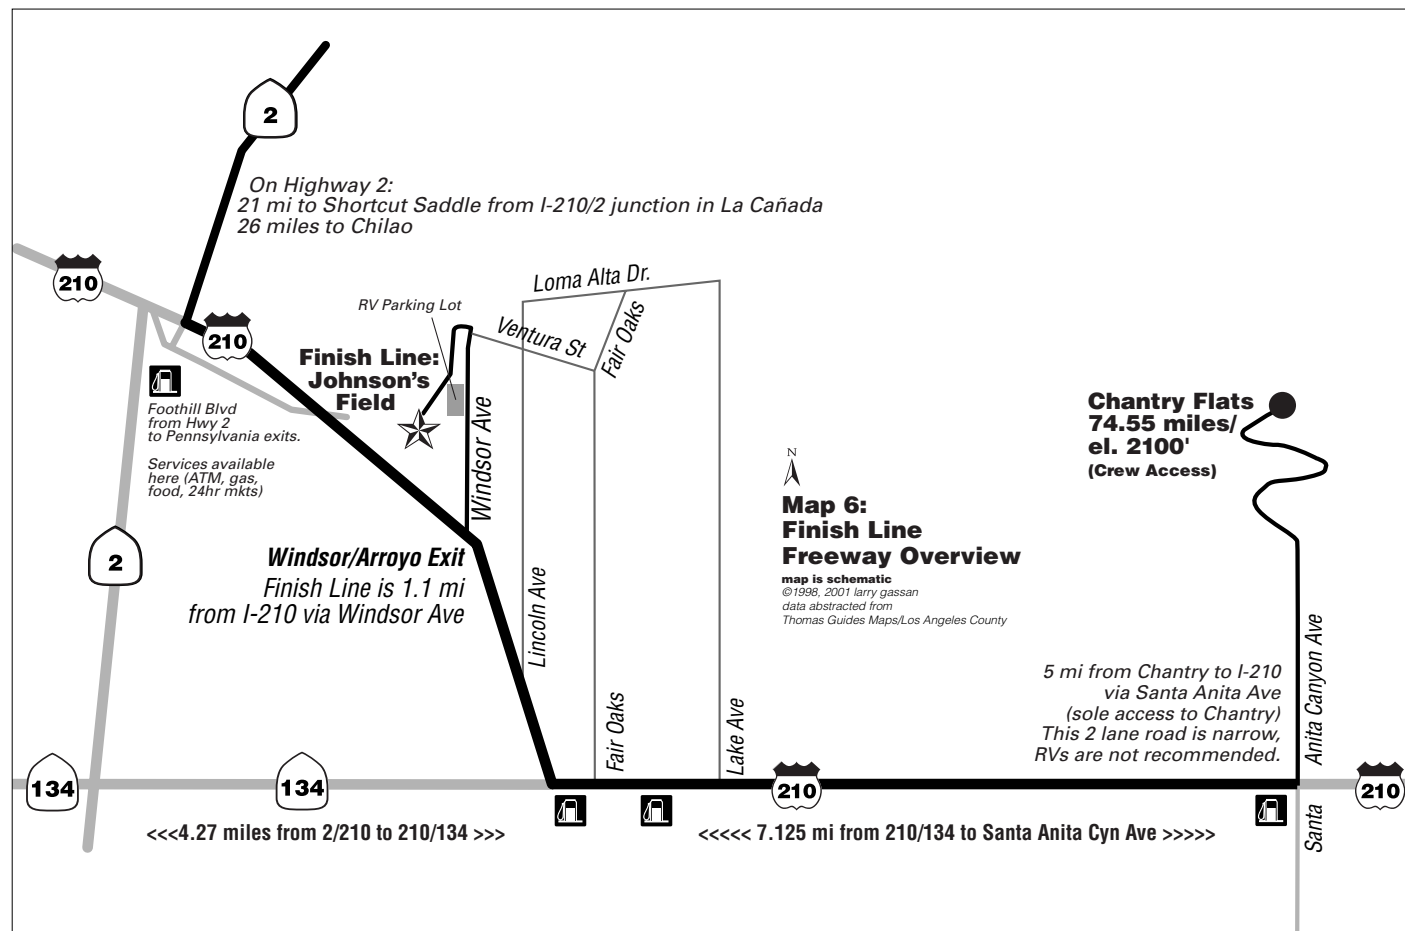 2
On Highway 2:
21 mi to Shortcut Saddle from I-210/2 junction in La Cañada
26 miles to Chilao
210
210
RV Parking Lot
Loma Alta Dr.
Ventura St
Fair Oaks
Finish Line:
Johnson's
Field
Windsor Ave
Foothill Blvd
from Hwy 2
to Pennsylvania exits.
Services available
here (ATM, gas,
food, 24hr mkts)
Chantry Flats
74.55 miles/
el. 2100'
(Crew Access)
N
Map 6:
Finish Line
Freeway Overview
map is schematic
©1998, 2001 larry gassan
data abstracted from
Thomas Guides Maps/Los Angeles County
2
Windsor/Arroyo Exit
Finish Line is 1.1 mi
from I-210 via Windsor Ave
Lincoln Ave
Fair Oaks
Lake Ave
5 mi from Chantry to I-210
via Santa Anita Ave
(sole access to Chantry)
This 2 lane road is narrow,
RVs are not recommended.
Santa Anita Canyon Ave
134
134
210
210
<<<4.27 miles from 2/210 to 210/134 >>>
<<<<< 7.125 mi from 210/134 to Santa Anita Cyn Ave >>>>>